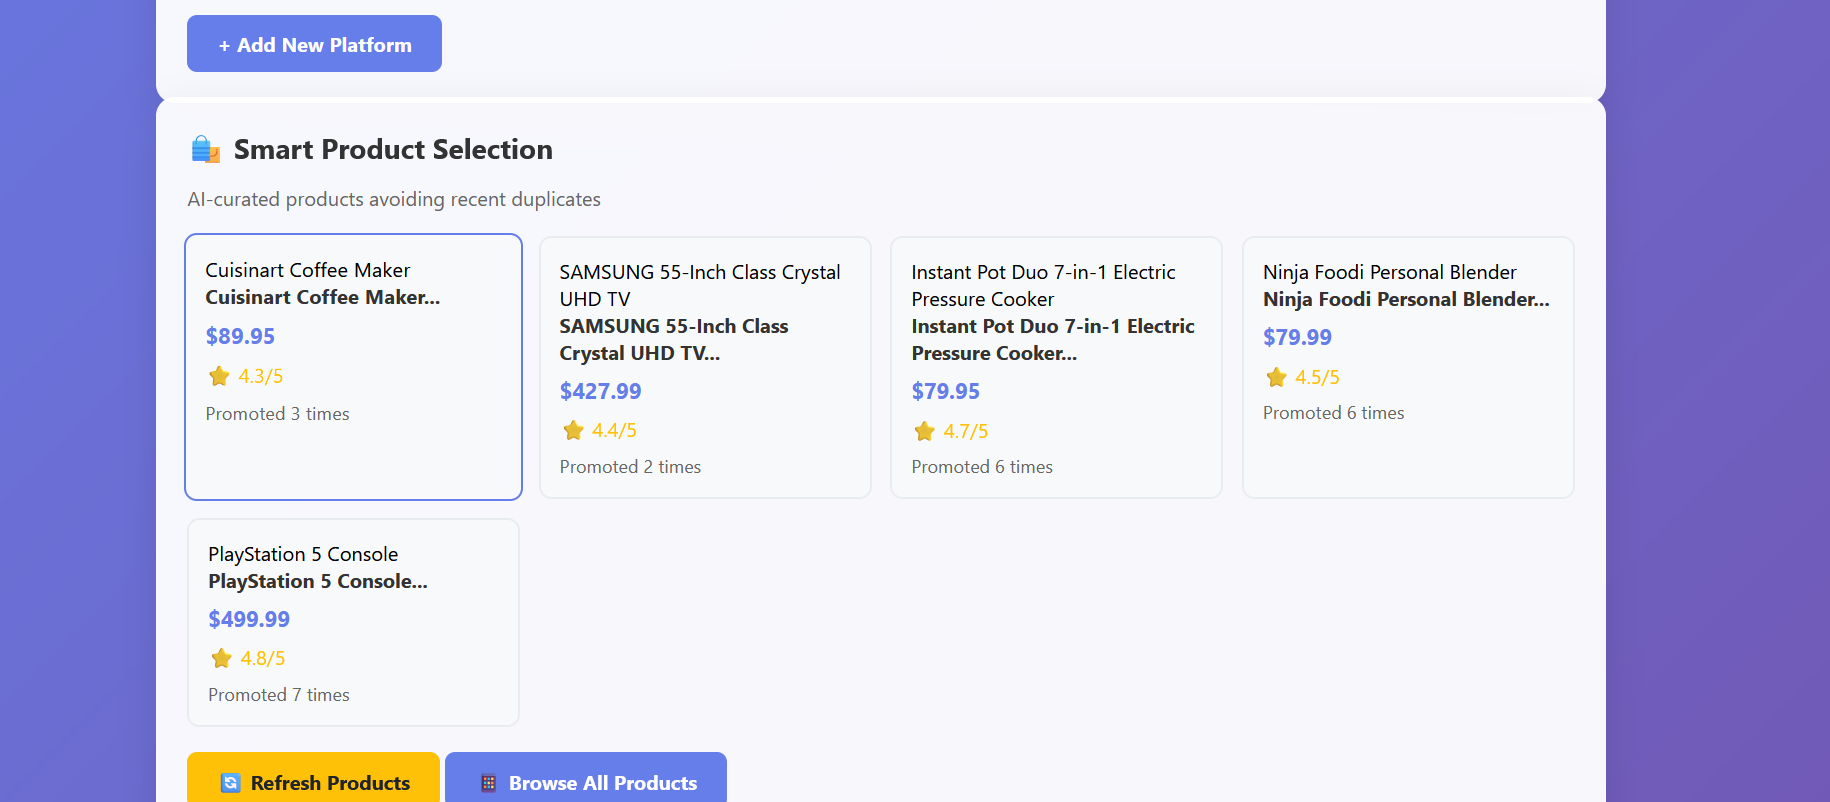 + Add New Platform
Smart Product Selection
AI-curated products avoiding recent duplicates
Cuisinart Coffee Maker
Cuisinart Coffee Maker...
$89.95
4.3/5
Promoted 3 times
SAMSUNG 55-Inch Class Crystal
UHD TV
SAMSUNG 55-Inch Class
Crystal UHD TV...
$427.99
4.4/5
Promoted 2 times
Instant Pot Duo 7-in-1 Electric
Pressure Cooker
Instant Pot Duo 7-in-1 Electric
Pressure Cooker...
$79.95
4.7/5
Promoted 6 times
Ninja Foodi Personal Blender
Ninja Foodi Personal Blender...
$79.99
4.5/5
Promoted 6 times
PlayStation 5 Console
PlayStation 5 Console...
$499.99
4.8/5
Promoted 7 times
Refresh Products
Browse All Products